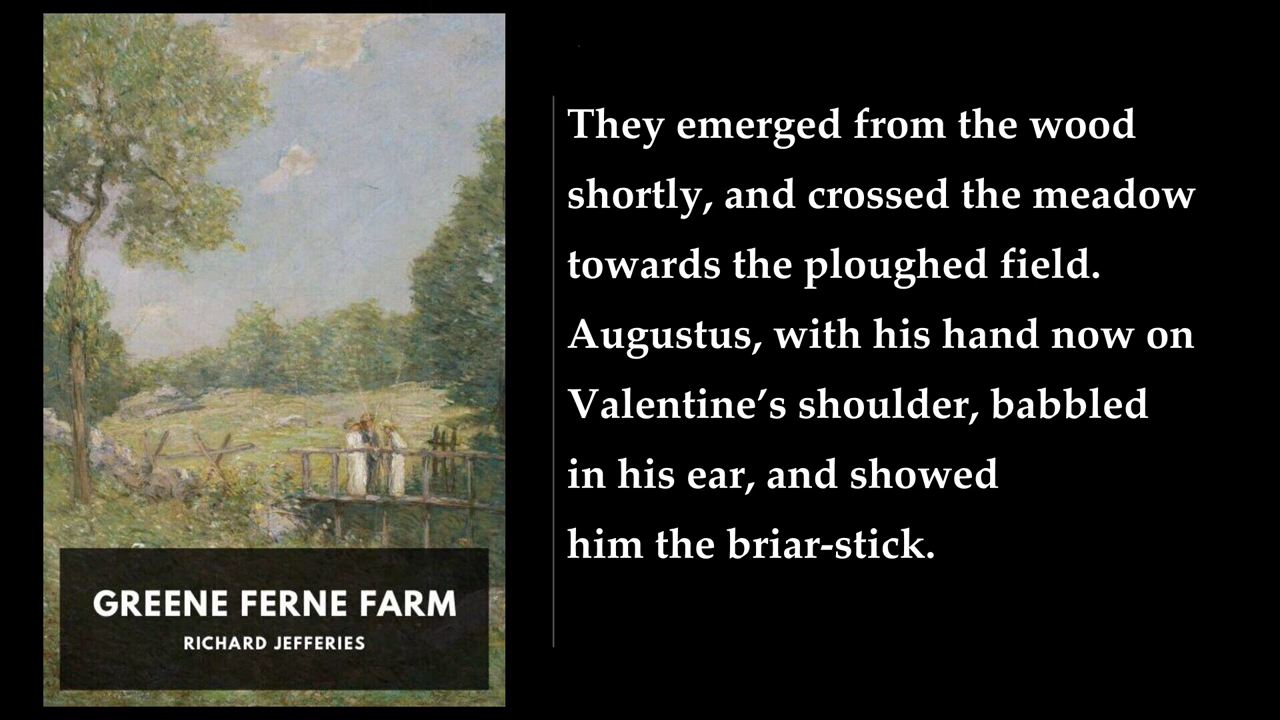 They emerged from the wood
shortly, and crossed the meadow
towards the ploughed field.
Augustus, with his hand now on
Valentine’s shoulder, babbled
in his ear, and showed
him the briar-stick.
GREENE FERNE FARM
RICHARD JEFFERIES